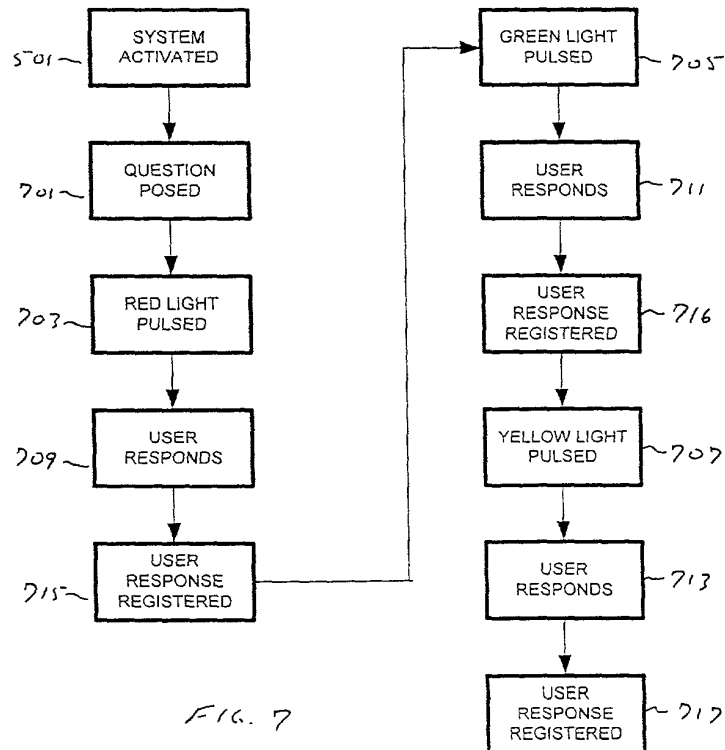 501
SYSTEM
ACTIVATED
701
QUESTION
POSED
703
RED LIGHT
PULSED
709
USER
RESPONDS
715
USER
RESPONSE
REGISTERED
GREEN LIGHT
PULSED
705
USER
RESPONDS
711
USER
RESPONSE
REGISTERED
716
YELLOW LIGHT
PULSED
707
USER
RESPONDS
713
USER
RESPONSE
REGISTERED
717
FIG. 7